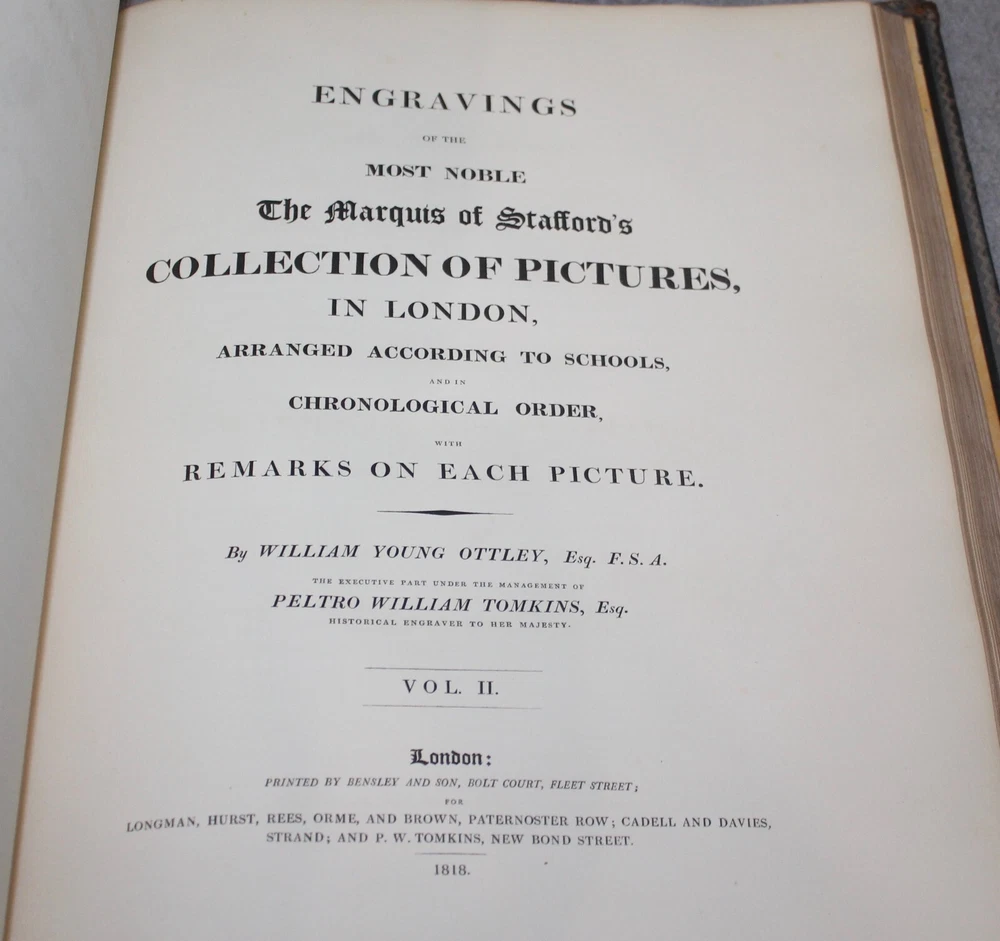 ENGRAVINGS
OF THE
MOST NOBLE
The Marquis of Stafford's
COLLECTION OF PICTURES,
IN LONDON,
ARRANGED ACCORDING TO SCHOOLS,
AND IN
CHRONOLOGICAL ORDER,
WITH
REMARKS ON EACH PICTURE.
By WILLIAM YOUNG OTTLEY, Esq. F. S. A.
THE EXECUTIVE PART UNDER THE MANAGEMENT OF
PELTRO WILLIAM TOMKINS, Esq.
HISTORICAL ENGRAVER TO HER MAJESTY.
VOL. II.
London:
PRINTED BY BENSLEY AND SON, BOLT COURT, FLEET STREET;
FOR
LONGMAN, HURST, REES, ORME, AND BROWN, PATERNOSTER ROW; CADELL AND DAVIES,
STRAND; AND P. W. TOMKINS, NEW BOND STREET.
1818.